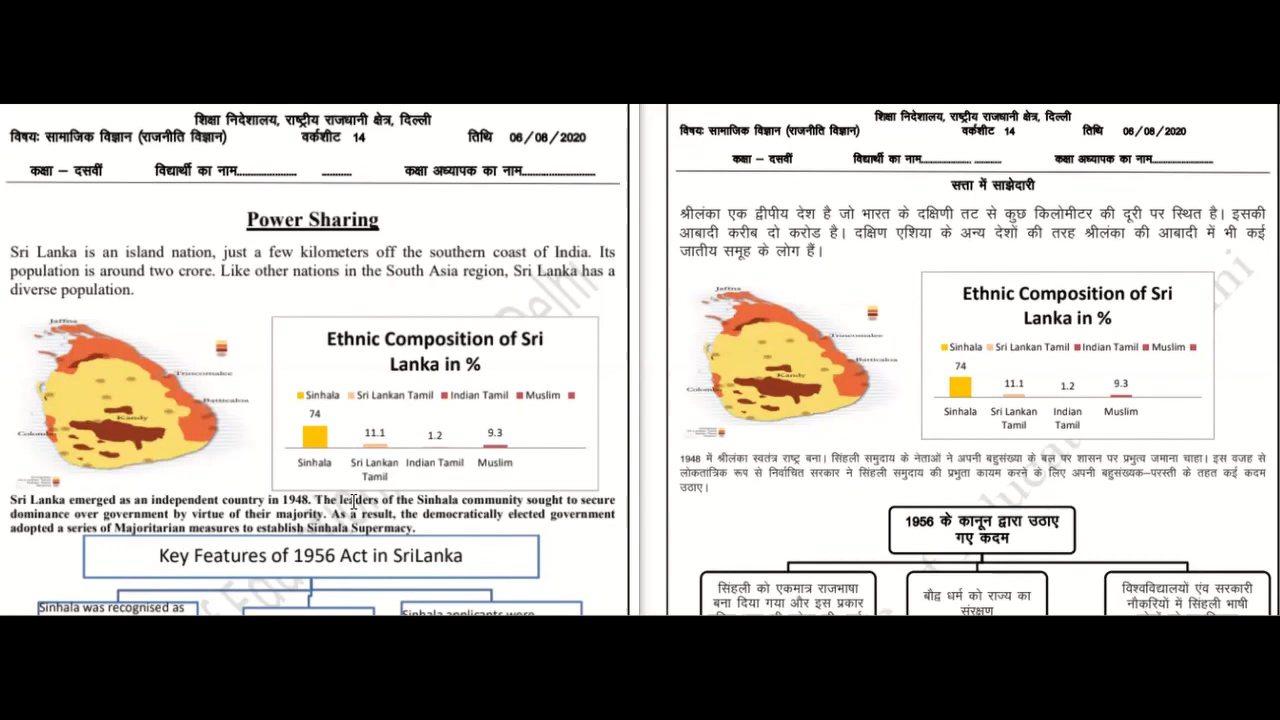 शिक्षा निदेशालय, राष्ट्रीय राजधानी क्षेत्र, दिल्ली
विषयः सामाजिक विज्ञान (राजनीति विज्ञान) वर्कशीट 14 तिथि 06/08/2020
कक्षा – दसवीं विद्यार्थी का नाम.................... .......... कक्षा अध्यापक का नाम.........................
Power Sharing
Sri Lanka is an island nation, just a few kilometers off the southern coast of India. Its
population is around two crore. Like other nations in the South Asia region, Sri Lanka has a
diverse population.
Jaffna
Trincomalee
Batticaloa
Kandy
Colombo
Ethnic Composition of Sri
Lanka in %
Sinhala Sri Lankan Tamil Indian Tamil Muslim
74 11.1 1.2 9.3
Sinhala Sri Lankan Indian Tamil Muslim
Tamil
Sri Lanka emerged as an independent country in 1948. The leaders of the Sinhala community sought to secure
dominance over government by virtue of their majority. As a result, the democratically elected government
adopted a series of Majoritarian measures to establish Sinhala Supermacy.
Key Features of 1956 Act in SriLanka
Sinhala was recognised as
Sinhala applicants were
शिक्षा निदेशालय, राष्ट्रीय राजधानी क्षेत्र, दिल्ली
विषयः सामाजिक विज्ञान (राजनीति विज्ञान) वर्कशीट 14 तिथि 06/08/2020
कक्षा – दसवीं विद्यार्थी का नाम.................... .......... कक्षा अध्यापक का नाम.........................
सत्ता में साझेदारी
श्रीलंका एक द्वीपीय देश है जो भारत के दक्षिणी तट से कुछ किलोमीटर की दूरी पर स्थित है। इसकी
आबादी करीब दो करोड है। दक्षिण एशिया के अन्य देशों की तरह श्रीलंका की आबादी में भी कई
जातीय समूह के लोग हैं।
Jaffna
Trincomalee
Batticaloa
Kandy
Colombo
Ethnic Composition of Sri
Lanka in %
Sinhala Sri Lankan Tamil Indian Tamil Muslim
74 11.1 1.2 9.3
Sinhala Sri Lankan Indian Muslim
Tamil Tamil
1948 में श्रीलंका स्वतंत्र राष्ट्र बना। सिंहली समुदाय के नेताओं ने अपनी बहुसंख्या के बल पर शासन पर प्रभुत्व जमाना चाहा। इस वजह से
लोकतांत्रिक रूप से निर्वाचित सरकार ने सिंहली समुदाय की प्रभुता कायम करने के लिए अपनी बहुसंख्यक–परस्ती के तहत कई कदम
उठाए।
1956 के कानून द्वारा उठाए
गए कदम
सिंहली को एकमात्र राजभाषा
बना दिया गया और इस प्रकार
बौद्व धर्म को राज्य का
संरक्षण
विश्वविद्यालयों एंव सरकारी
नौकरियों में सिंहली भाषी